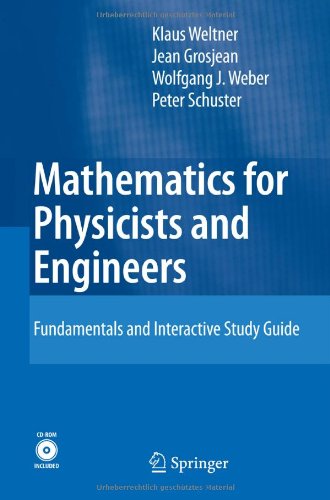 Urheberrechtlich geschütztes Material
Klaus Weltner
Jean Grosjean
Wolfgang J. Weber
Peter Schuster
Mathematics for
Physicists and
Engineers
Fundamentals and Interactive Study Guide
CD-ROM
INCLUDED
Springer
Urheberrechtlich geschütztes Material